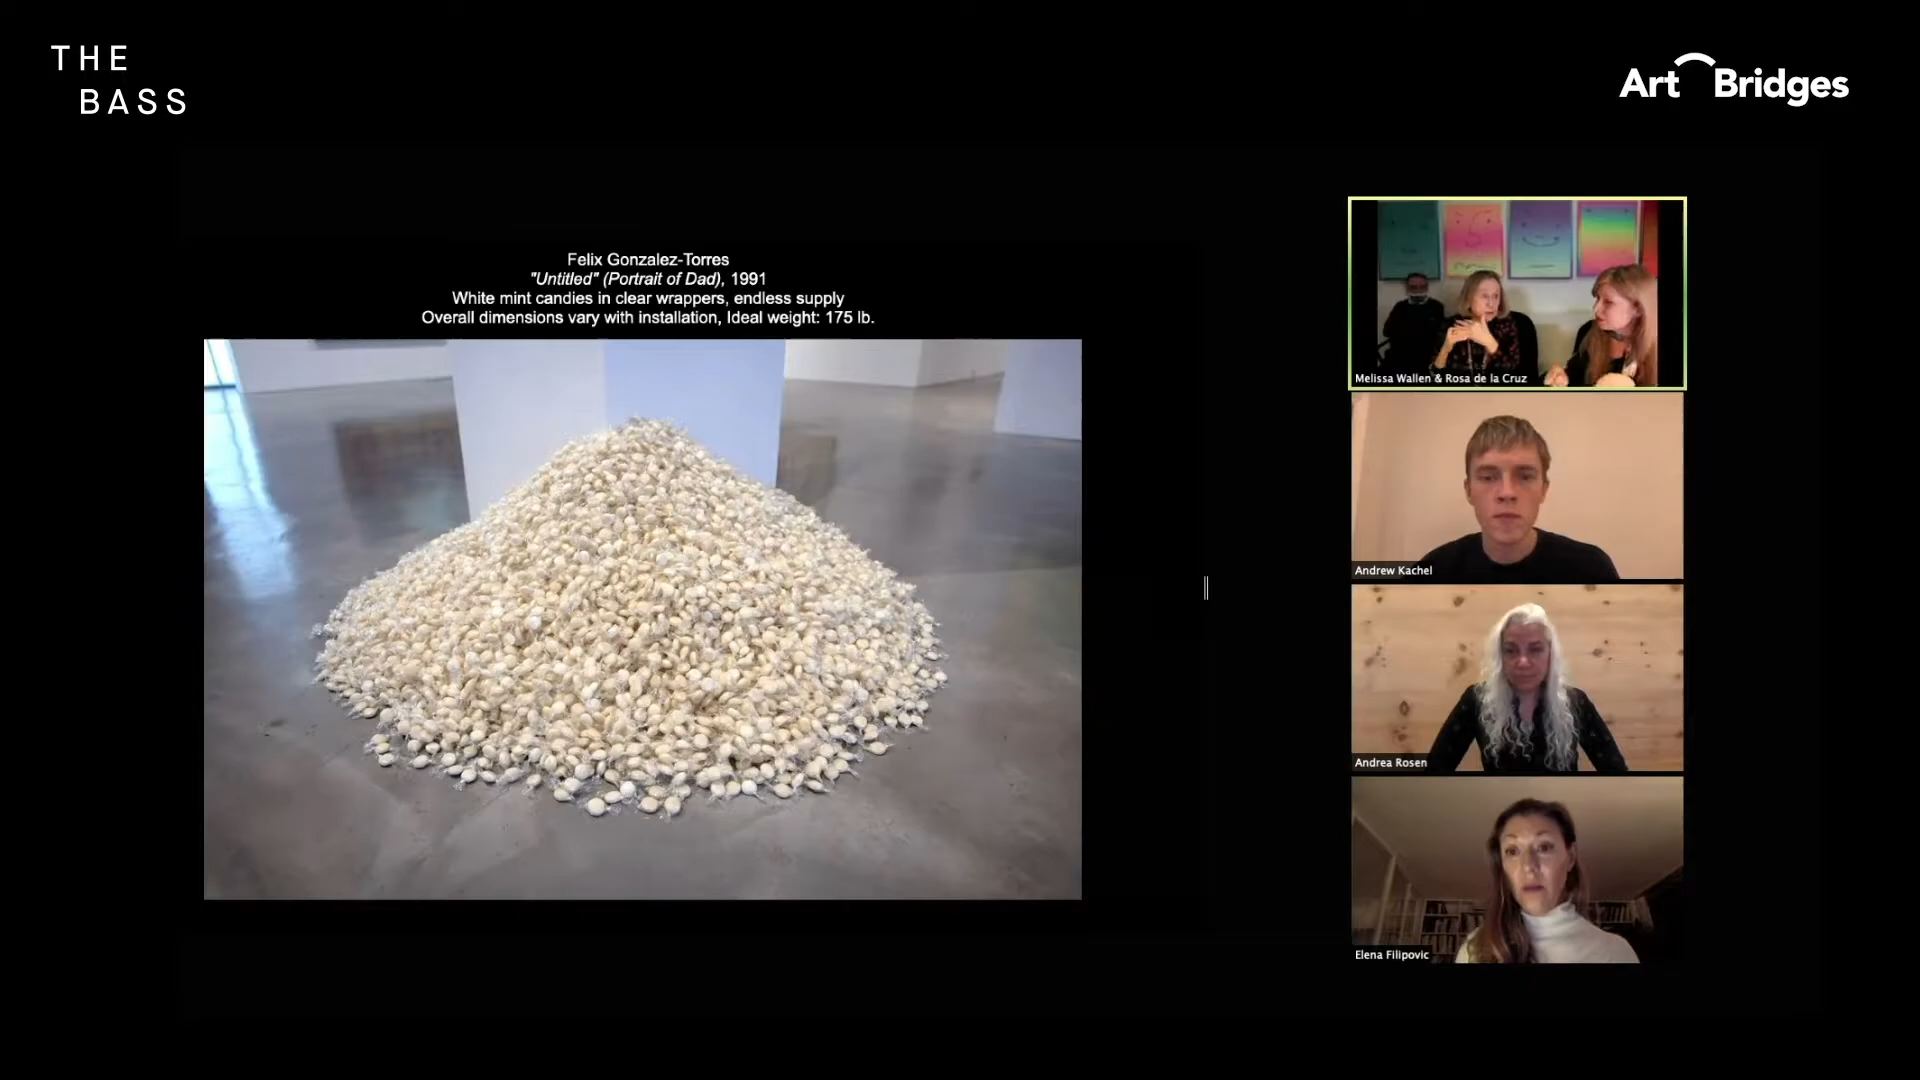 THE
BASS
Art Bridges
Felix Gonzalez-Torres
"Untitled" (Portrait of Dad), 1991
White mint candies in clear wrappers, endless supply
Overall dimensions vary with installation, Ideal weight: 175 lb.
Melissa Wallen & Rosa de la Cruz
Andrew Kachel
Andrea Rosen
Elena Filipovic